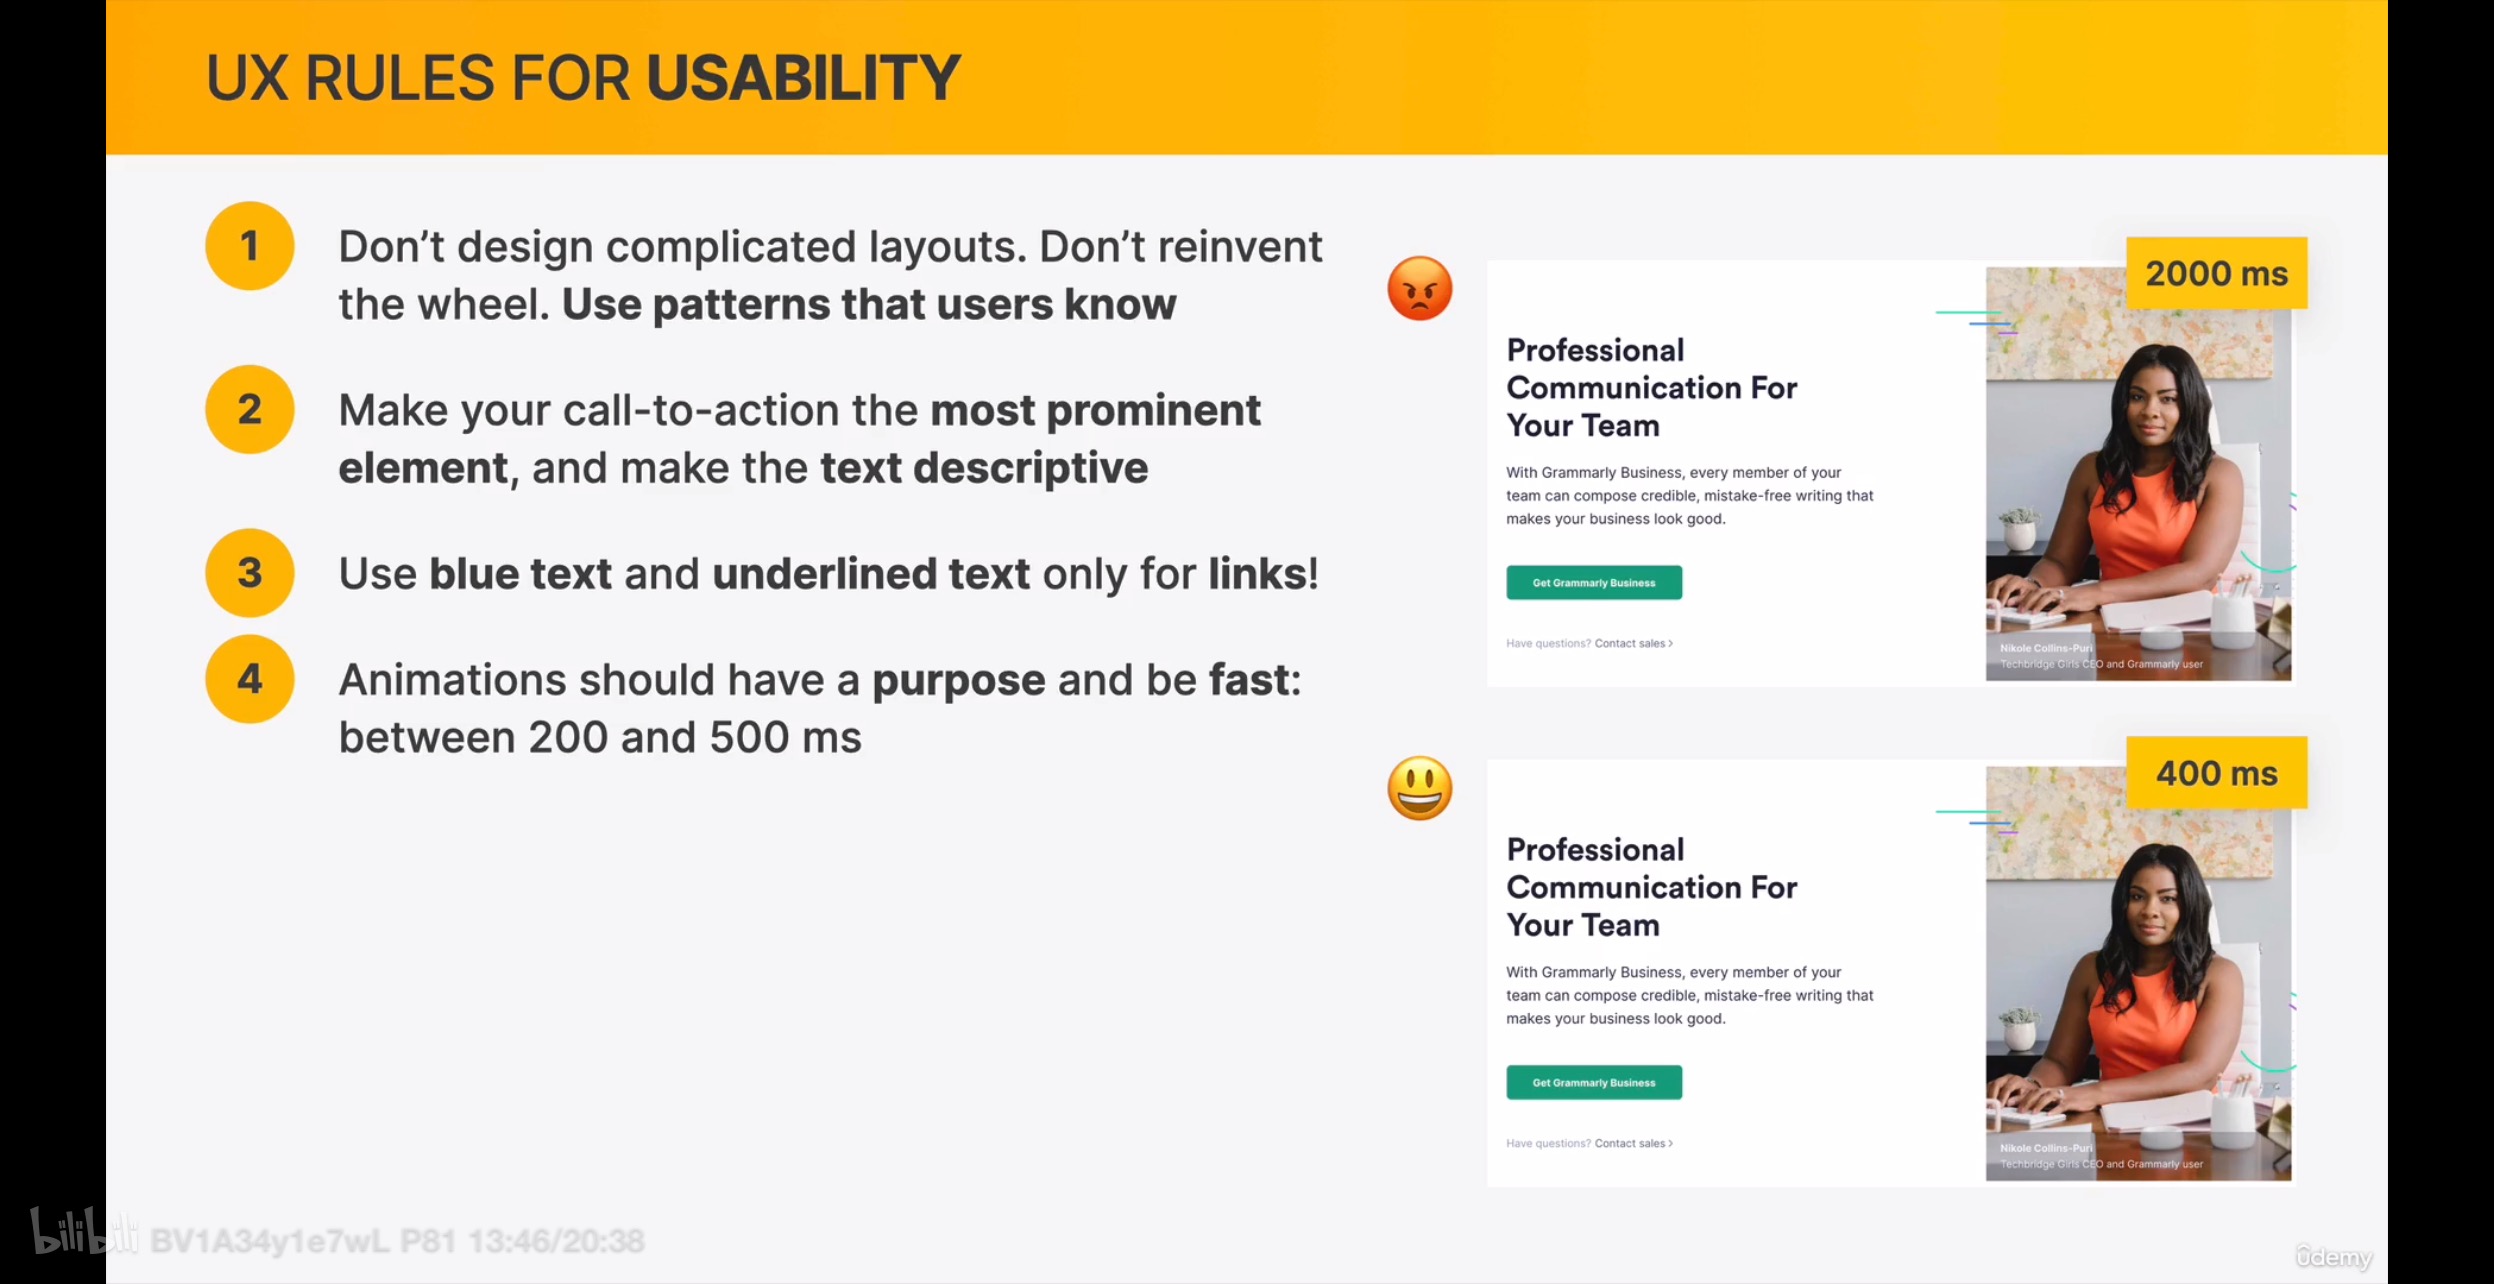 UX RULES FOR USABILITY
1
Don’t design complicated layouts. Don’t reinvent
the wheel. Use patterns that users know
2
Make your call-to-action the most prominent
element, and make the text descriptive
3
Use blue text and underlined text only for links!
4
Animations should have a purpose and be fast:
between 200 and 500 ms
2000 ms
Professional
Communication For
Your Team
With Grammarly Business, every member of your
team can compose credible, mistake-free writing that
makes your business look good.
Get Grammarly Business
Have questions? Contact sales >
Nikole Collins-Puri
Techbridge Girls CEO and Grammarly user
400 ms
Professional
Communication For
Your Team
With Grammarly Business, every member of your
team can compose credible, mistake-free writing that
makes your business look good.
Get Grammarly Business
Have questions? Contact sales >
Nikole Collins-Puri
Techbridge Girls CEO and Grammarly user
bilibili BV1A34y1e7wL P81 13:46/20:38
ûdemy